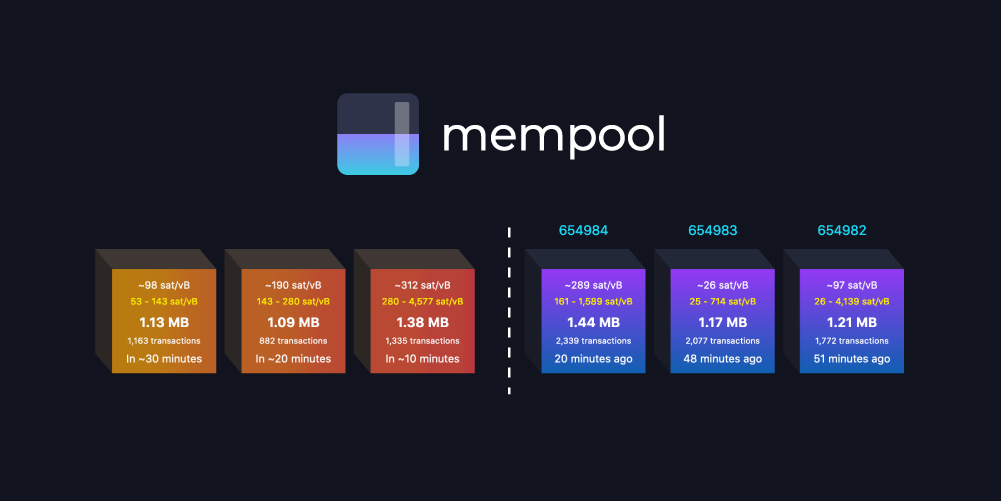 mempool
~98 sat/vB
53 - 143 sat/vB
1.13 MB
1,163 transactions
In ~30 minutes
~190 sat/vB
143 - 280 sat/vB
1.09 MB
882 transactions
In ~20 minutes
~312 sat/vB
280 - 4,577 sat/vB
1.38 MB
1,335 transactions
In ~10 minutes
654984
~289 sat/vB
161 - 1,589 sat/vB
1.44 MB
2,339 transactions
20 minutes ago
654983
~26 sat/vB
25 - 714 sat/vB
1.17 MB
2,077 transactions
48 minutes ago
654982
~97 sat/vB
26 - 4,139 sat/vB
1.21 MB
1,772 transactions
51 minutes ago